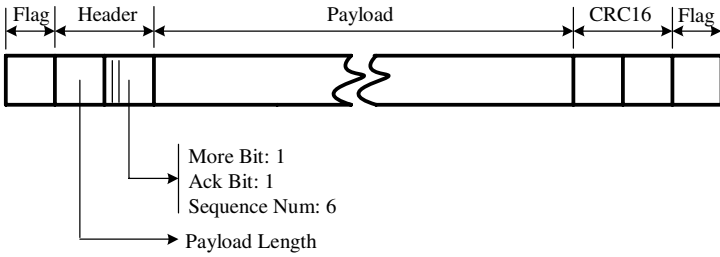 Flag Header Payload CRC16 Flag
More Bit: 1
Ack Bit: 1
Sequence Num: 6
Payload Length